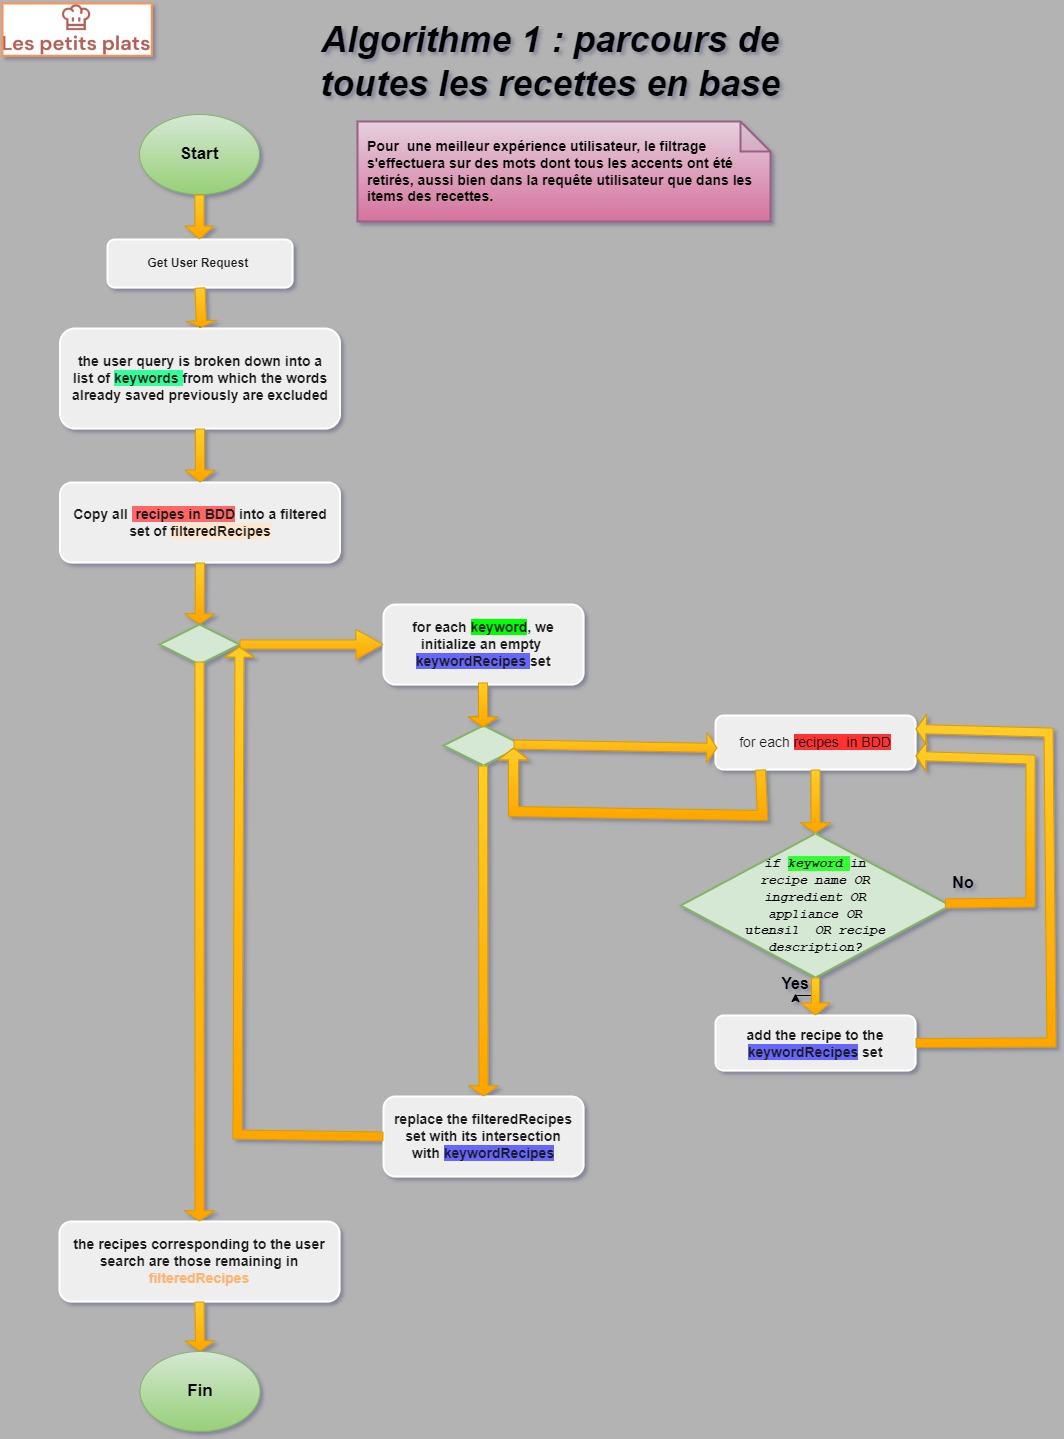 Les petits plats
Algorithme 1 : parcours de
toutes les recettes en base
Start
Pour une meilleur expérience utilisateur, le filtrage
s'effectuera sur des mots dont tous les accents ont été
retirés, aussi bien dans la requête utilisateur que dans les
items des recettes.
Get User Request
the user query is broken down into a
list of keywords from which the words
already saved previously are excluded
Copy all recipes in BDD into a filtered
set of filteredRecipes
for each keyword, we
initialize an empty
keywordRecipes set
for each recipes in BDD
if keyword in
recipe name OR
ingredient OR
appliance OR
utensil OR recipe
description?
No
Yes
add the recipe to the
keywordRecipes set
replace the filteredRecipes
set with its intersection
with keywordRecipes
the recipes corresponding to the user
search are those remaining in
filteredRecipes
Fin